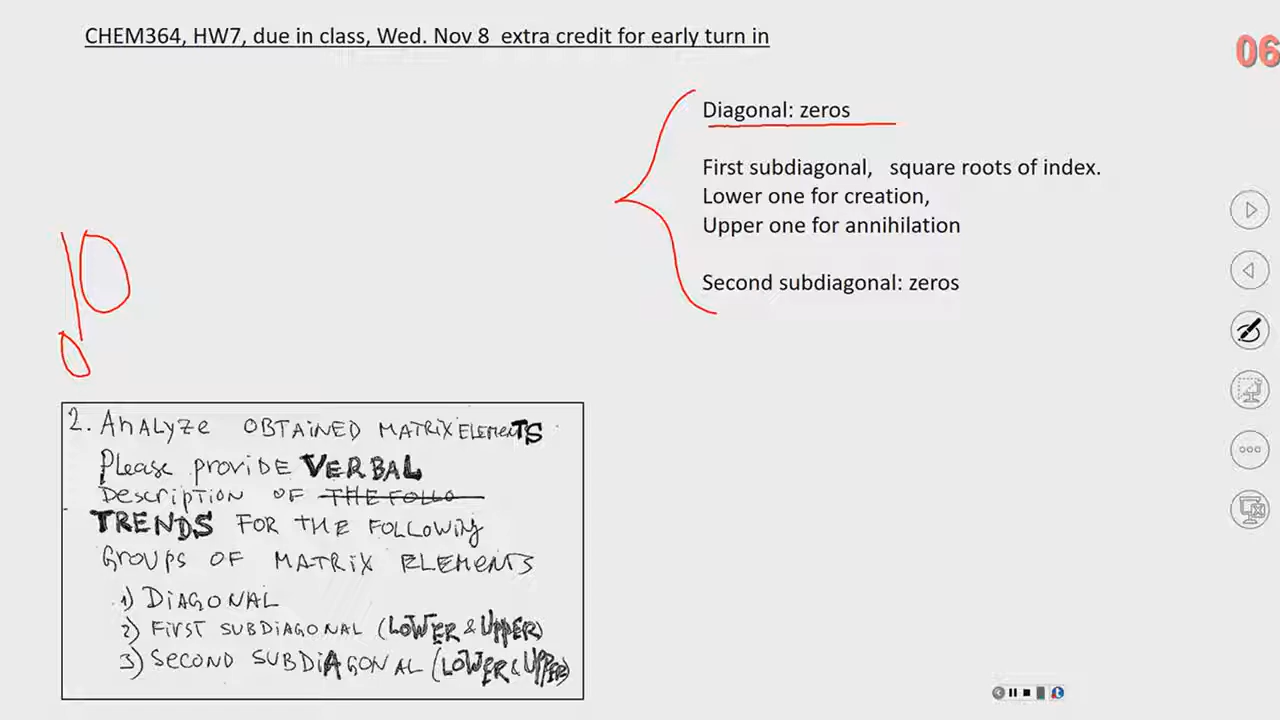 CHEM364, HW7, due in class, Wed. Nov 8 extra credit for early turn in
06
Diagonal: zeros
First subdiagonal, square roots of index.
Lower one for creation,
Upper one for annihilation
Second subdiagonal: zeros
2. ANALYZE OBTAINED MATRIX ELEMENTS
Please provide VERBAL
Description OF THE FOLLO
TRENDS FOR THE FOLLOWING
GROUPS OF MATRIX ELEMENTS
1) DIAGONAL
2) FIRST SUBDIAGONAL (LOWER & UPPER)
3) SECOND SUBDIAGONAL (LOWER & UPPER)